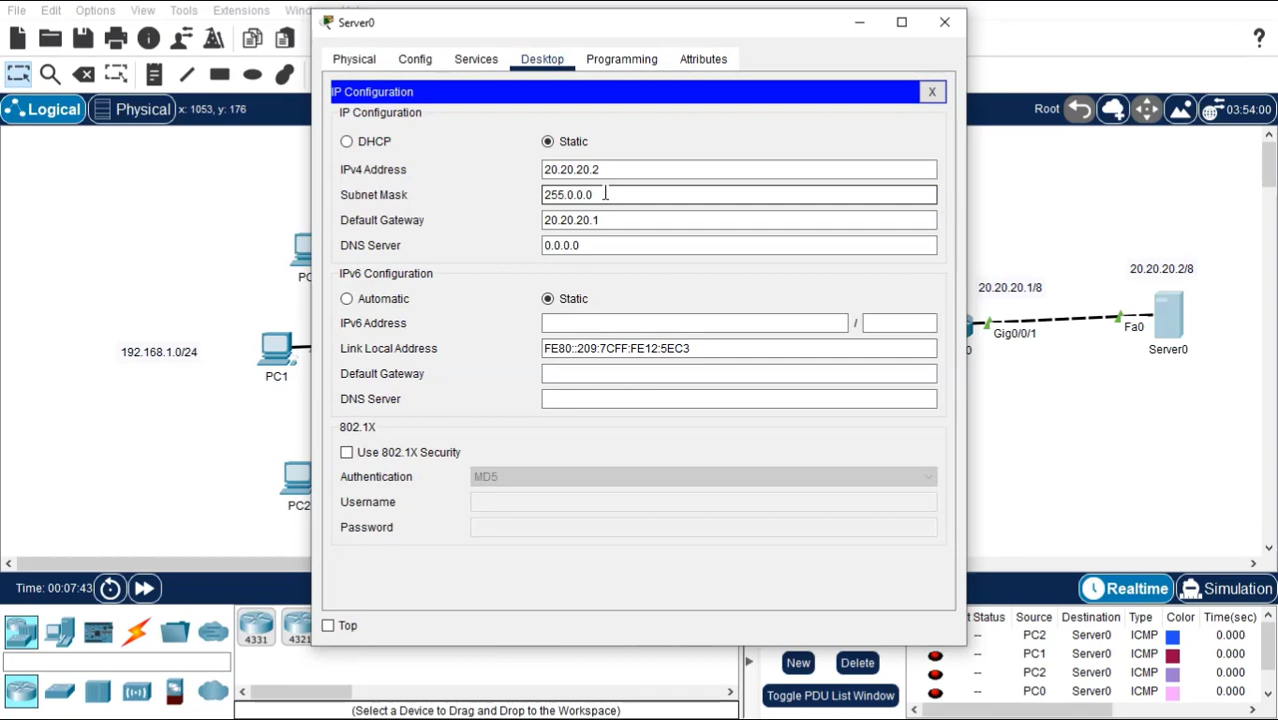 File Edit Options View Tools Extensions Win
Server0
?
Physical Config Services Desktop Programming Attributes
Logical Physical x: 1053, y: 176
Root 03:54:00
IP Configuration X
IP Configuration
DHCP Static
IPv4 Address 20.20.20.2
Subnet Mask 255.0.0.0
Default Gateway 20.20.20.1
DNS Server 0.0.0.0
IPv6 Configuration
Automatic Static
IPv6 Address /
Link Local Address FE80::209:7CFF:FE12:5EC3
Default Gateway
DNS Server
802.1X
Use 802.1X Security
Authentication MD5
Username
Password
Top
PC
192.168.1.0/24
PC1
PC2
20.20.20.2/8
20.20.20.1/8
Gig0/0/1
Fa0
0
Server0
Time: 00:07:43
Realtime Simulation
4331 4321
(Select a Device to Drag and Drop to the Workspace)
New Delete
Toggle PDU List Window
t Status Source Destination Type Color Time(sec)
-- PC2 Server0 ICMP 0.000
-- PC1 Server0 ICMP 0.000
-- PC2 Server0 ICMP 0.000
-- PC0 Server0 ICMP 0.000